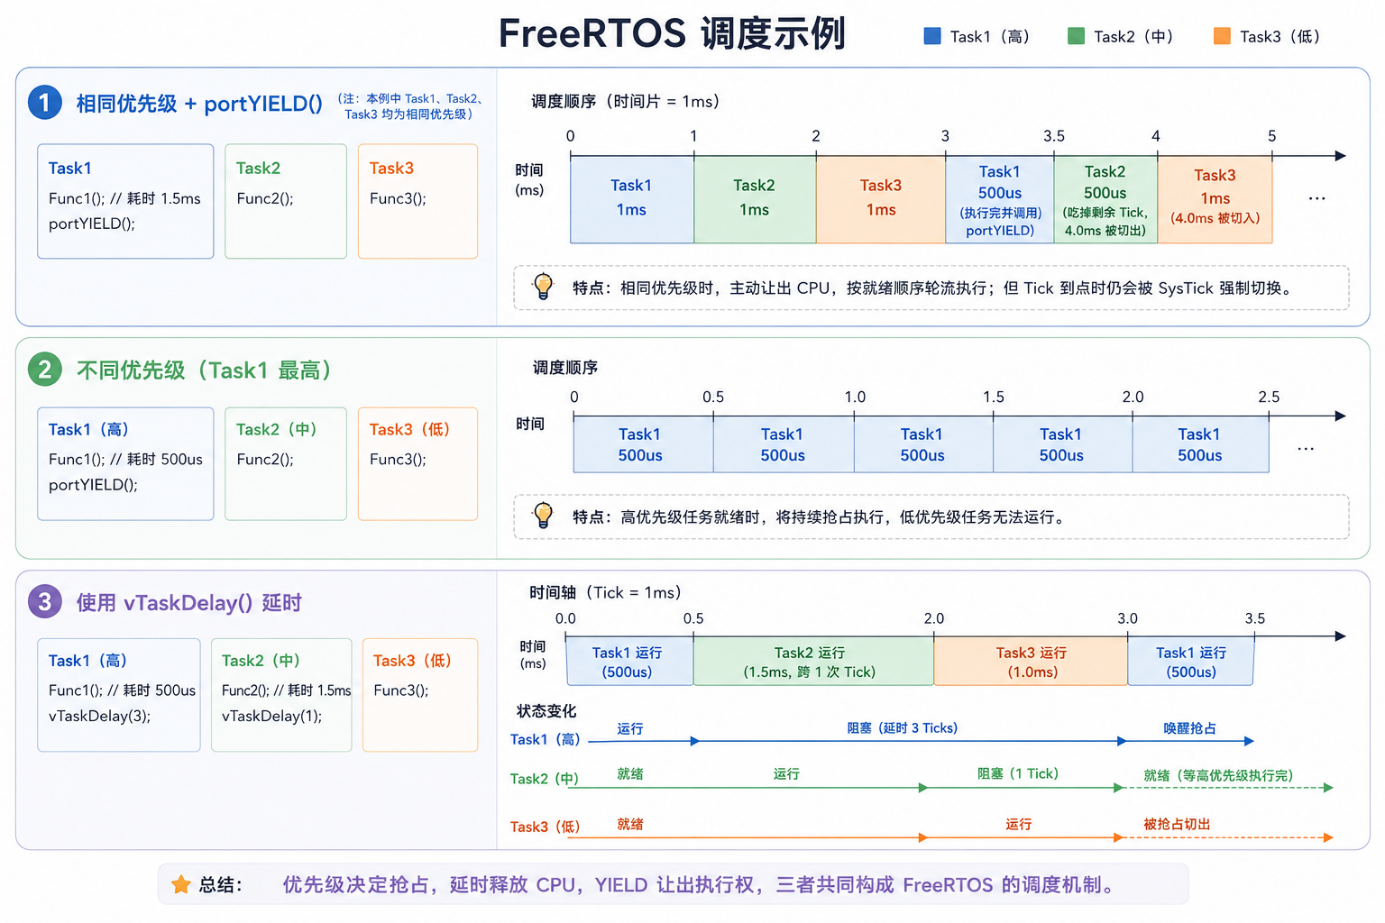 FreeRTOS 调度示例
Task1（高）
Task2（中）
Task3（低）
1 相同优先级 + portYIELD()
（注：本例中 Task1、Task2、
Task3 均为相同优先级）
Task1
Func1(); // 耗时 1.5ms
portYIELD();
Task2
Func2();
Task3
Func3();
调度顺序（时间片 = 1ms）
0 1 2 3 3.5 4 5
时间
(ms)
Task1
1ms
Task2
1ms
Task3
1ms
Task1
500us
(执行完并调用)
portYIELD)
Task2
500us
(吃掉剩余 Tick,
4.0ms 被切出)
Task3
1ms
(4.0ms 被切入)
...
特点：相同优先级时，主动让出 CPU，按就绪顺序轮流执行；但 Tick 到点时仍会被 SysTick 强制切换。
2 不同优先级（Task1 最高）
Task1（高）
Func1(); // 耗时 500us
portYIELD();
Task2（中）
Func2();
Task3（低）
Func3();
调度顺序
0 0.5 1.0 1.5 2.0 2.5
时间
Task1
500us
Task1
500us
Task1
500us
Task1
500us
Task1
500us
...
特点：高优先级任务就绪时，将持续抢占执行，低优先级任务无法运行。
3 使用 vTaskDelay() 延时
Task1（高）
Func1(); // 耗时 500us
vTaskDelay(3);
Task2（中）
Func2(); // 耗时 1.5ms
vTaskDelay(1);
Task3（低）
Func3();
时间轴（Tick = 1ms）
0.0 0.5 2.0 3.0 3.5
时间
(ms)
Task1 运行
(500us)
Task2 运行
(1.5ms, 跨 1 次 Tick)
Task3 运行
(1.0ms)
Task1 运行
(500us)
状态变化
Task1（高） 运行 阻塞（延时 3 Ticks） 唤醒抢占
Task2（中） 就绪 运行 阻塞（1 Tick） 就绪（等高优先级执行完）
Task3（低） 就绪 运行 被抢占切出
总结： 优先级决定抢占，延时释放 CPU，YIELD 让出执行权，三者共同构成 FreeRTOS 的调度机制。